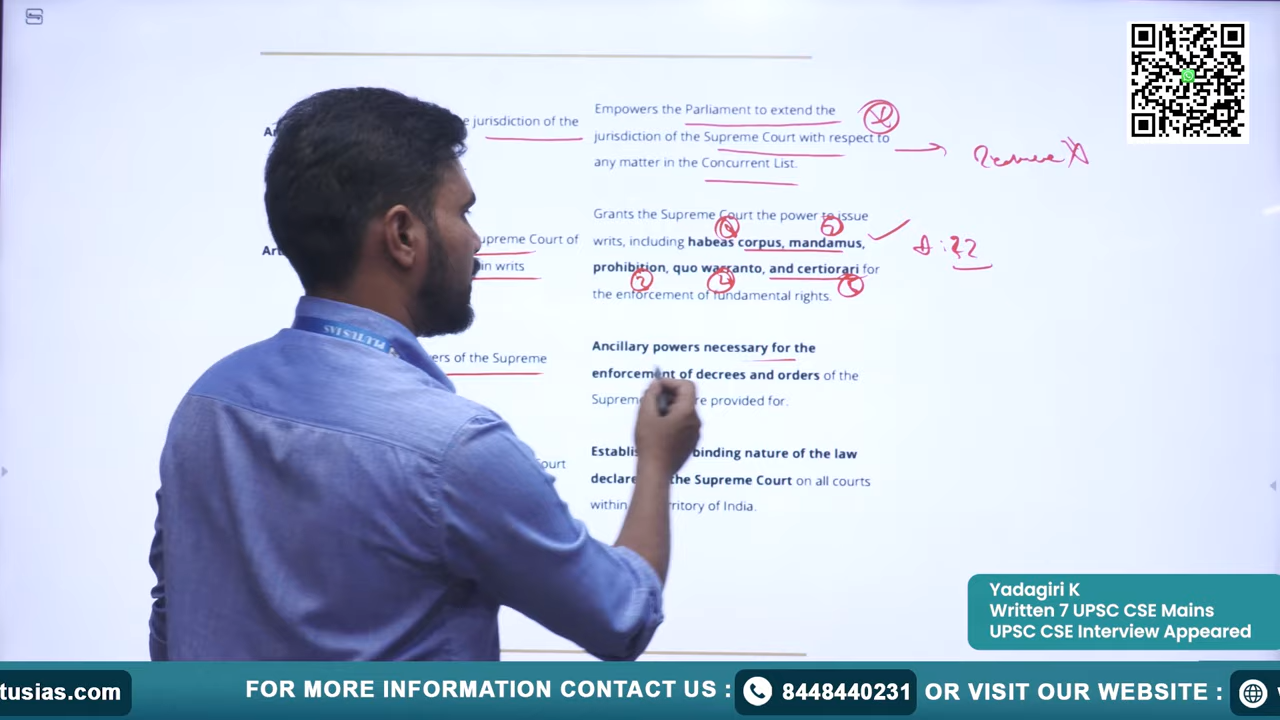 e jurisdiction of the
Empowers the Parliament to extend the
jurisdiction of the Supreme Court with respect to
any matter in the Concurrent List.
Grants the Supreme Court the power to issue
upreme Court of
writs, including habeas corpus, mandamus,
in writs
prohibition, quo warranto, and certiorari for
the enforcement of fundamental rights.
A:32
ers of the Supreme
Ancillary powers necessary for the
enforcement of decrees and orders of the
re provided for.
PLUTUS IAS
ourt
binding nature of the law
the Supreme Court on all courts
within territory of India.
Yadagiri K
Written 7 UPSC CSE Mains
UPSC CSE Interview Appeared
tusias.com
FOR MORE INFORMATION CONTACT US : 8448440231 OR VISIT OUR WEBSITE :